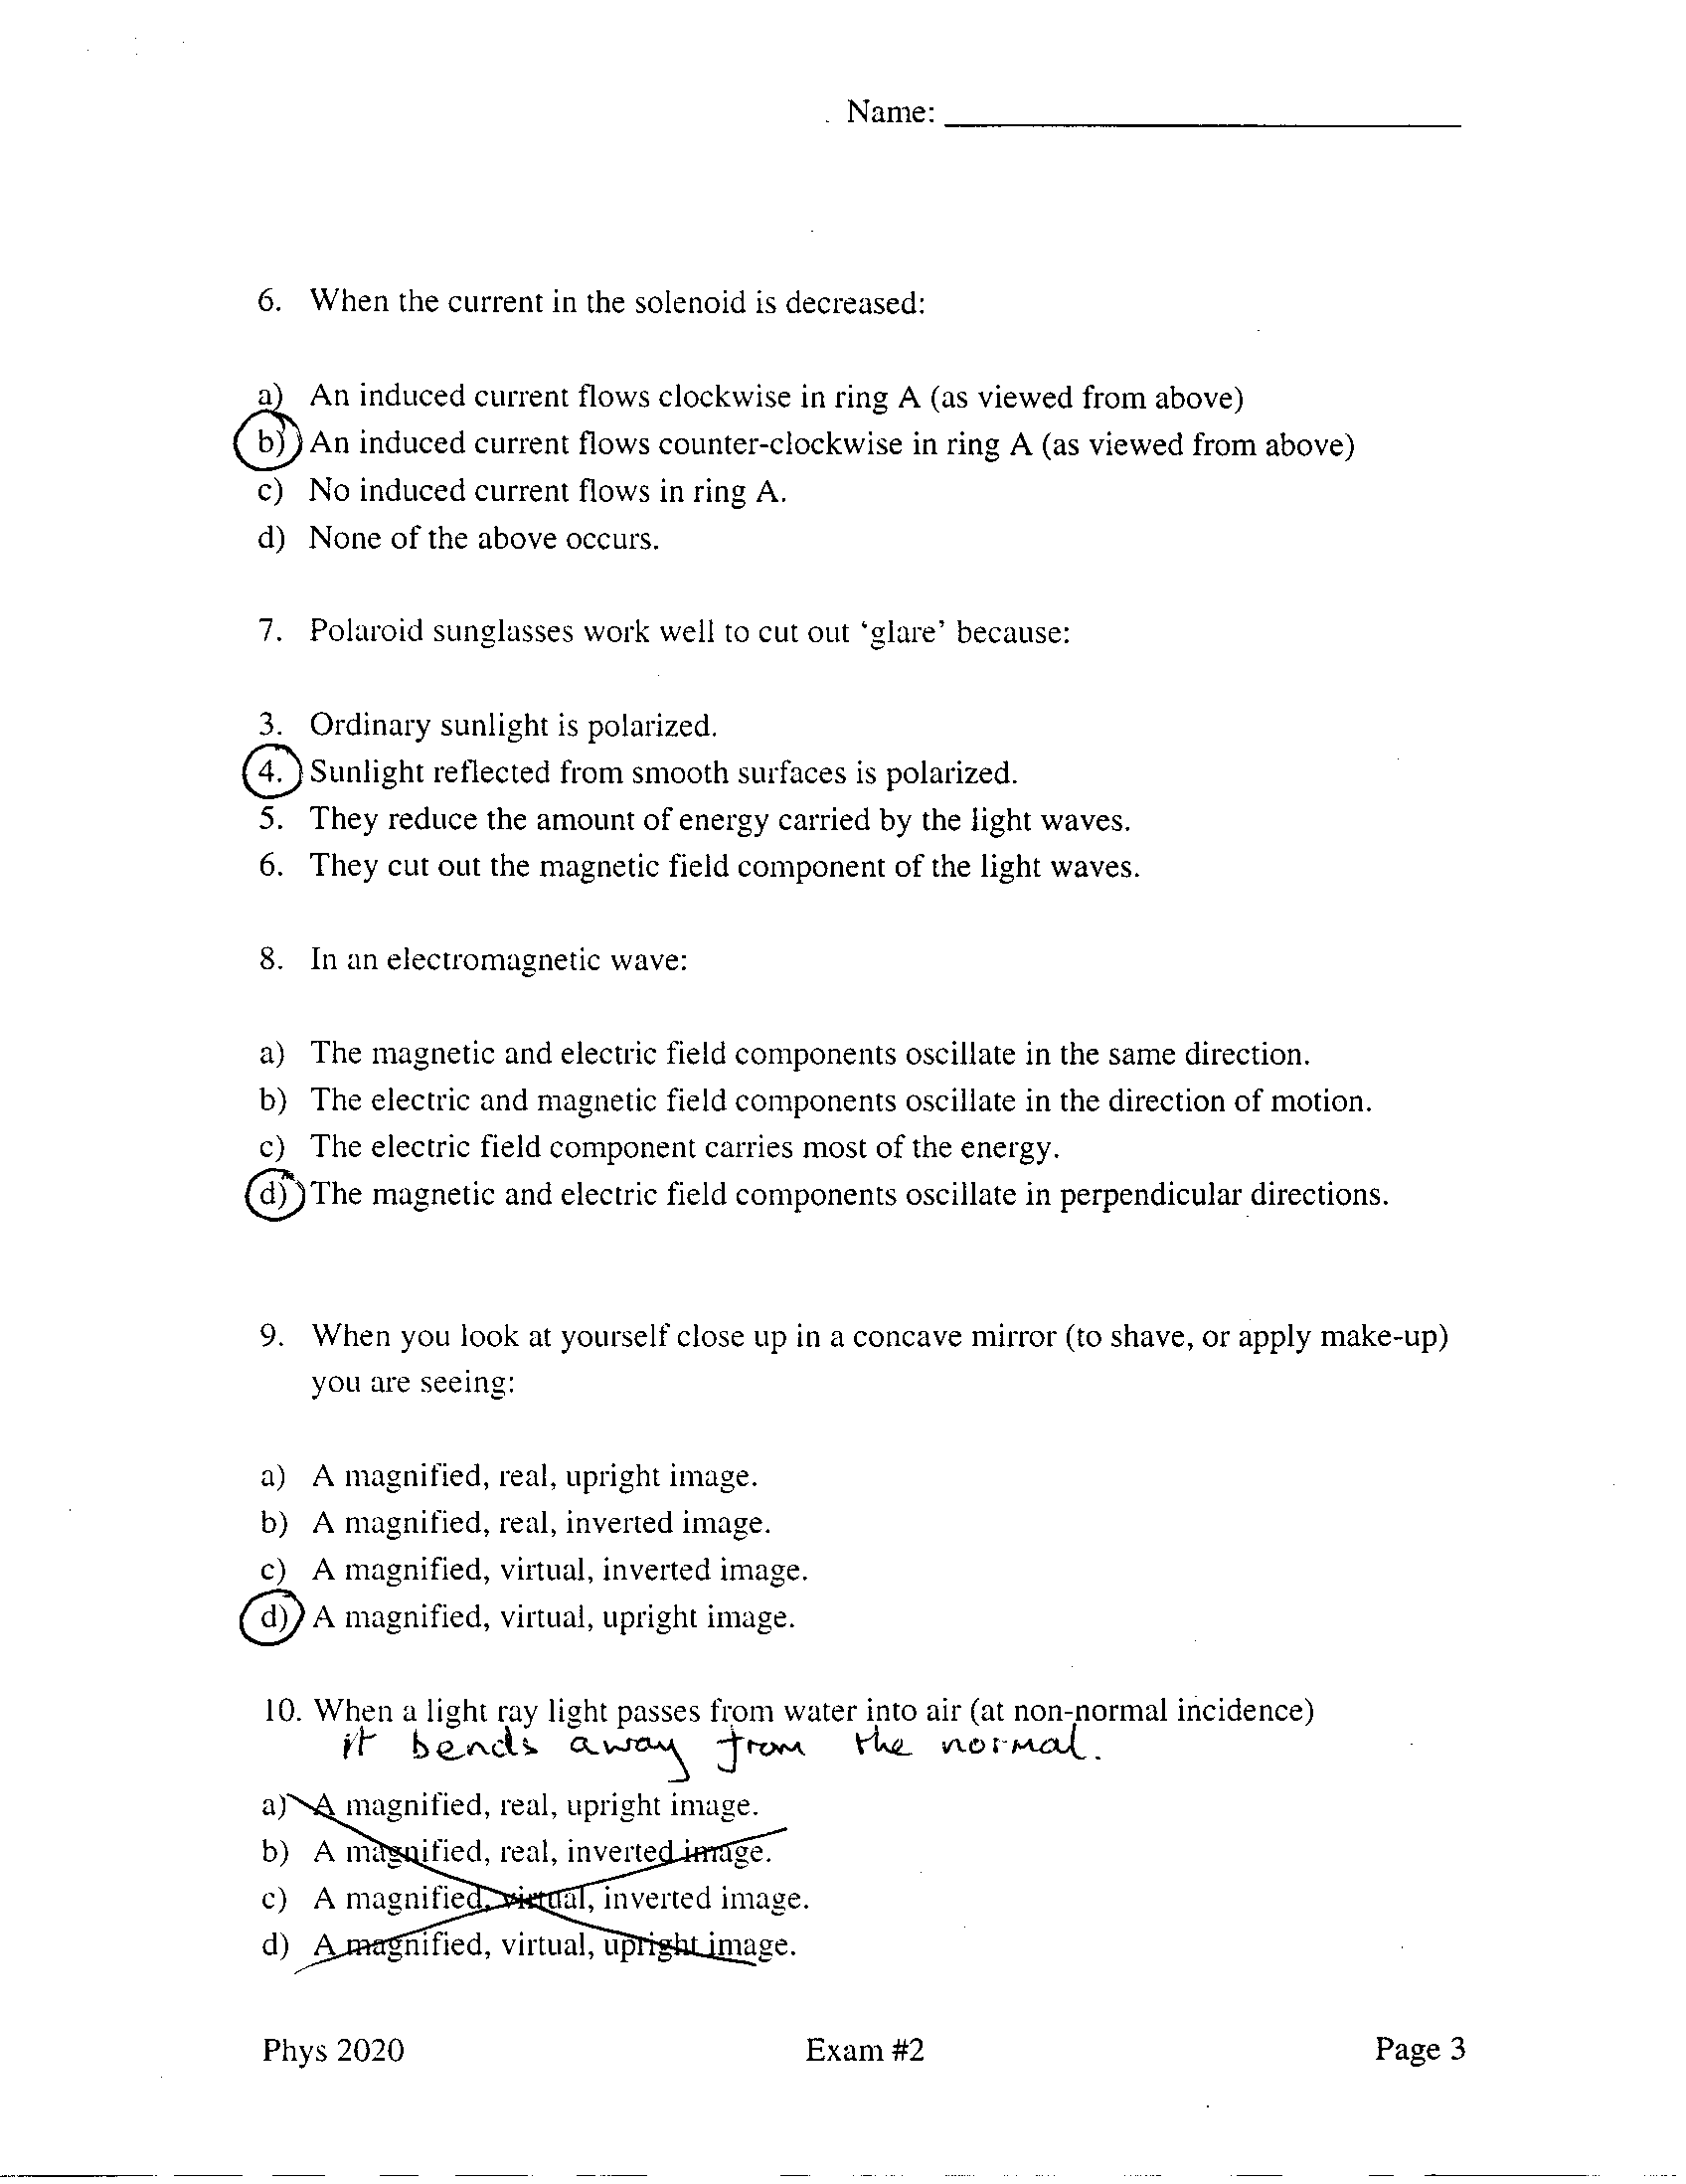 Name:
6. When the current in the solenoid is decreased:
a) An induced current flows clockwise in ring A (as viewed from above)
b) An induced current flows counter-clockwise in ring A (as viewed from above)
c) No induced current flows in ring A.
d) None of the above occurs.
7. Polaroid sunglasses work well to cut out ‘glare’ because:
3. Ordinary sunlight is polarized.
4. Sunlight reflected from smooth surfaces is polarized.
5. They reduce the amount of energy carried by the light waves.
6. They cut out the magnetic field component of the light waves.
8. In an electromagnetic wave:
a) The magnetic and electric field components oscillate in the same direction.
b) The electric and magnetic field components oscillate in the direction of motion.
c) The electric field component carries most of the energy.
d) The magnetic and electric field components oscillate in perpendicular directions.
9. When you look at yourself close up in a concave mirror (to shave, or apply make-up)
you are seeing:
a) A magnified, real, upright image.
b) A magnified, real, inverted image.
c) A magnified, virtual, inverted image.
d) A magnified, virtual, upright image.
10. When a light ray light passes from water into air (at non-normal incidence)
it bends away from the normal.
a) A magnified, real, upright image.
b) A magnified, real, inverted image.
c) A magnified, virtual, inverted image.
d) A magnified, virtual, upright image.
Phys 2020 Exam #2 Page 3